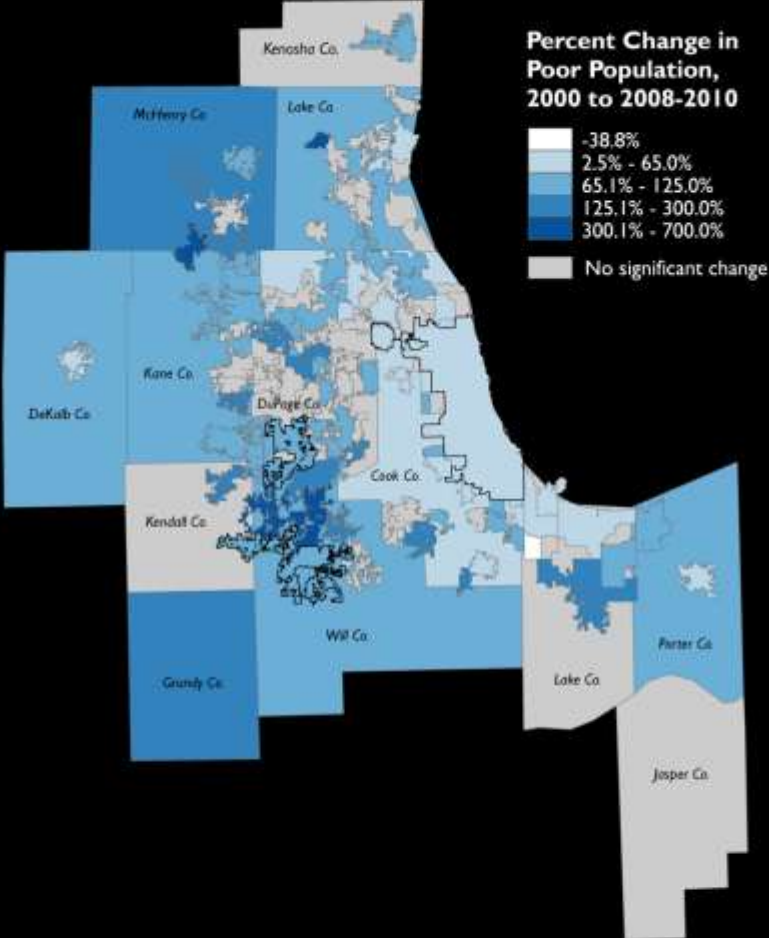 Kenosha Co.
Percent Change in
Poor Population,
2000 to 2008-2010
-38.8%
2.5% - 65.0%
65.1% - 125.0%
125.1% - 300.0%
300.1% - 700.0%
No significant change
McHenry Co.
Lake Co.
Kane Co.
DeKalb Co.
DuPage Co.
Cook Co.
Kendall Co.
Will Co.
Porter Co.
Grundy Co.
Lake Co.
Jasper Co.